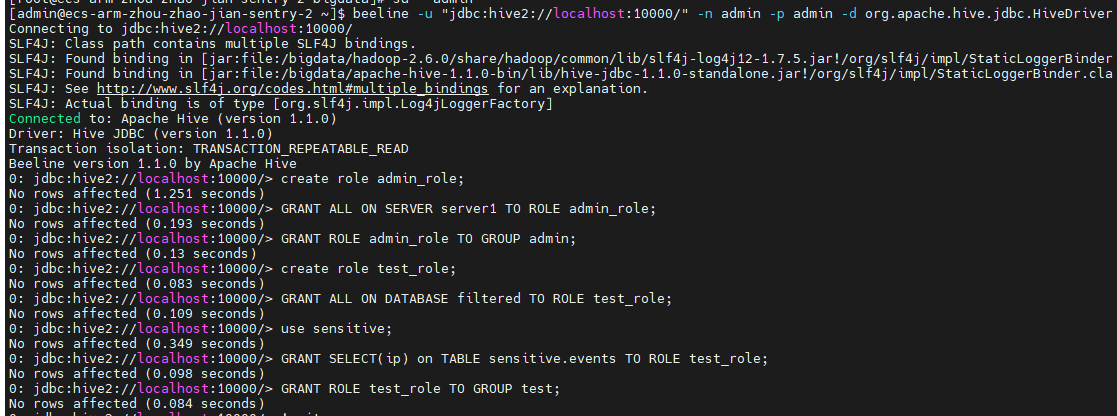 [admin@ecs-arm-zhou-zhao-jian-sentry-2 ~]$ beeline -u "jdbc:hive2://localhost:10000/" -n admin -p admin -d org.apache.hive.jdbc.HiveDriver
Connecting to jdbc:hive2://localhost:10000/
SLF4J: Class path contains multiple SLF4J bindings.
SLF4J: Found binding in [jar:file:/bigdata/hadoop-2.6.0/share/hadoop/common/lib/slf4j-log4j12-1.7.5.jar!/org/slf4j/impl/StaticLoggerBinder
SLF4J: Found binding in [jar:file:/bigdata/apache-hive-1.1.0-bin/lib/hive-jdbc-1.1.0-standalone.jar!/org/slf4j/impl/StaticLoggerBinder.cla
SLF4J: See http://www.slf4j.org/codes.html#multiple_bindings for an explanation.
SLF4J: Actual binding is of type [org.slf4j.impl.Log4jLoggerFactory]
Connected to: Apache Hive (version 1.1.0)
Driver: Hive JDBC (version 1.1.0)
Transaction isolation: TRANSACTION_REPEATABLE_READ
Beeline version 1.1.0 by Apache Hive
0: jdbc:hive2://localhost:10000/> create role admin_role;
No rows affected (1.251 seconds)
0: jdbc:hive2://localhost:10000/> GRANT ALL ON SERVER server1 TO ROLE admin_role;
No rows affected (0.193 seconds)
0: jdbc:hive2://localhost:10000/> GRANT ROLE admin_role TO GROUP admin;
No rows affected (0.13 seconds)
0: jdbc:hive2://localhost:10000/> create role test_role;
No rows affected (0.083 seconds)
0: jdbc:hive2://localhost:10000/> GRANT ALL ON DATABASE filtered TO ROLE test_role;
No rows affected (0.109 seconds)
0: jdbc:hive2://localhost:10000/> use sensitive;
No rows affected (0.349 seconds)
0: jdbc:hive2://localhost:10000/> GRANT SELECT(ip) on TABLE sensitive.events TO ROLE test_role;
No rows affected (0.098 seconds)
0: jdbc:hive2://localhost:10000/> GRANT ROLE test_role TO GROUP test;
No rows affected (0.084 seconds)